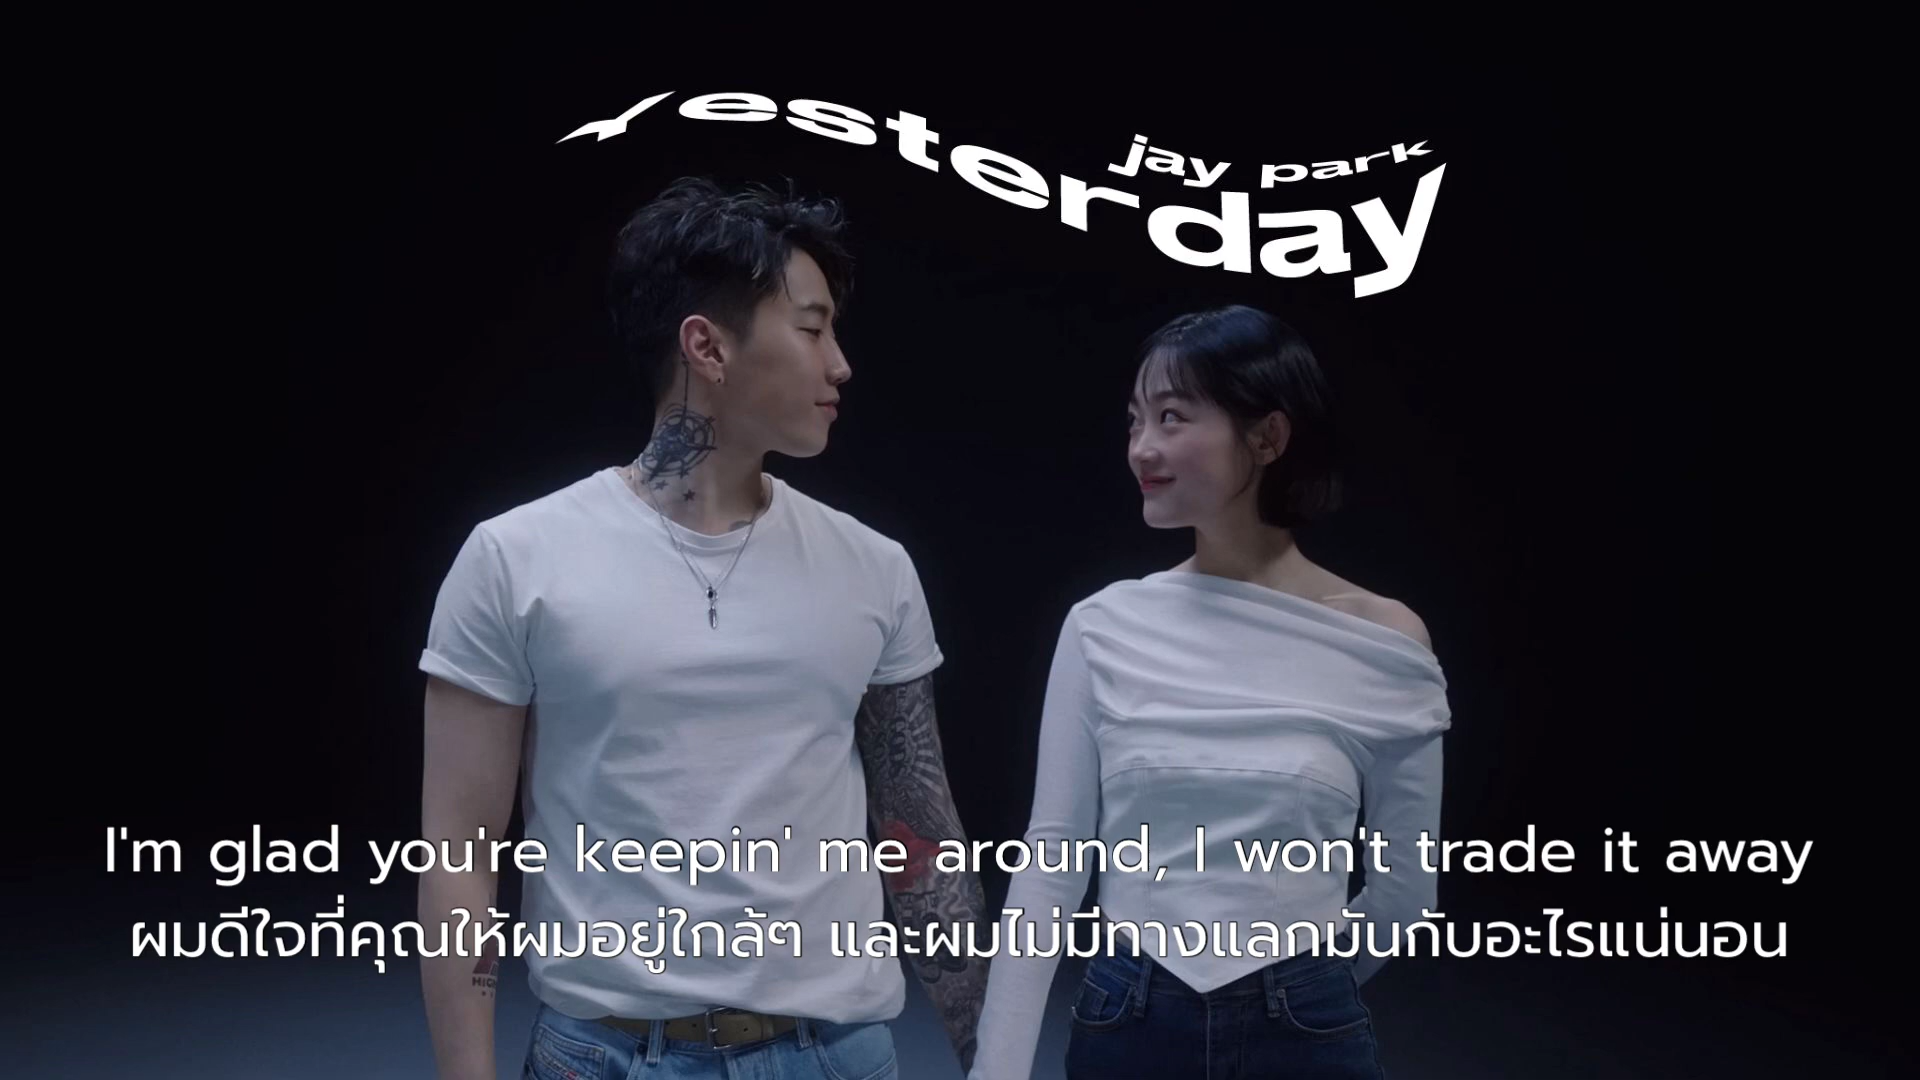 yesterday
jay park
I'm glad you're keepin' me around, I won't trade it away
ผมดีใจที่คุณให้ผมอยู่ใกล้ๆ และผมไม่มีทางแลกมันกับอะไรแน่นอน